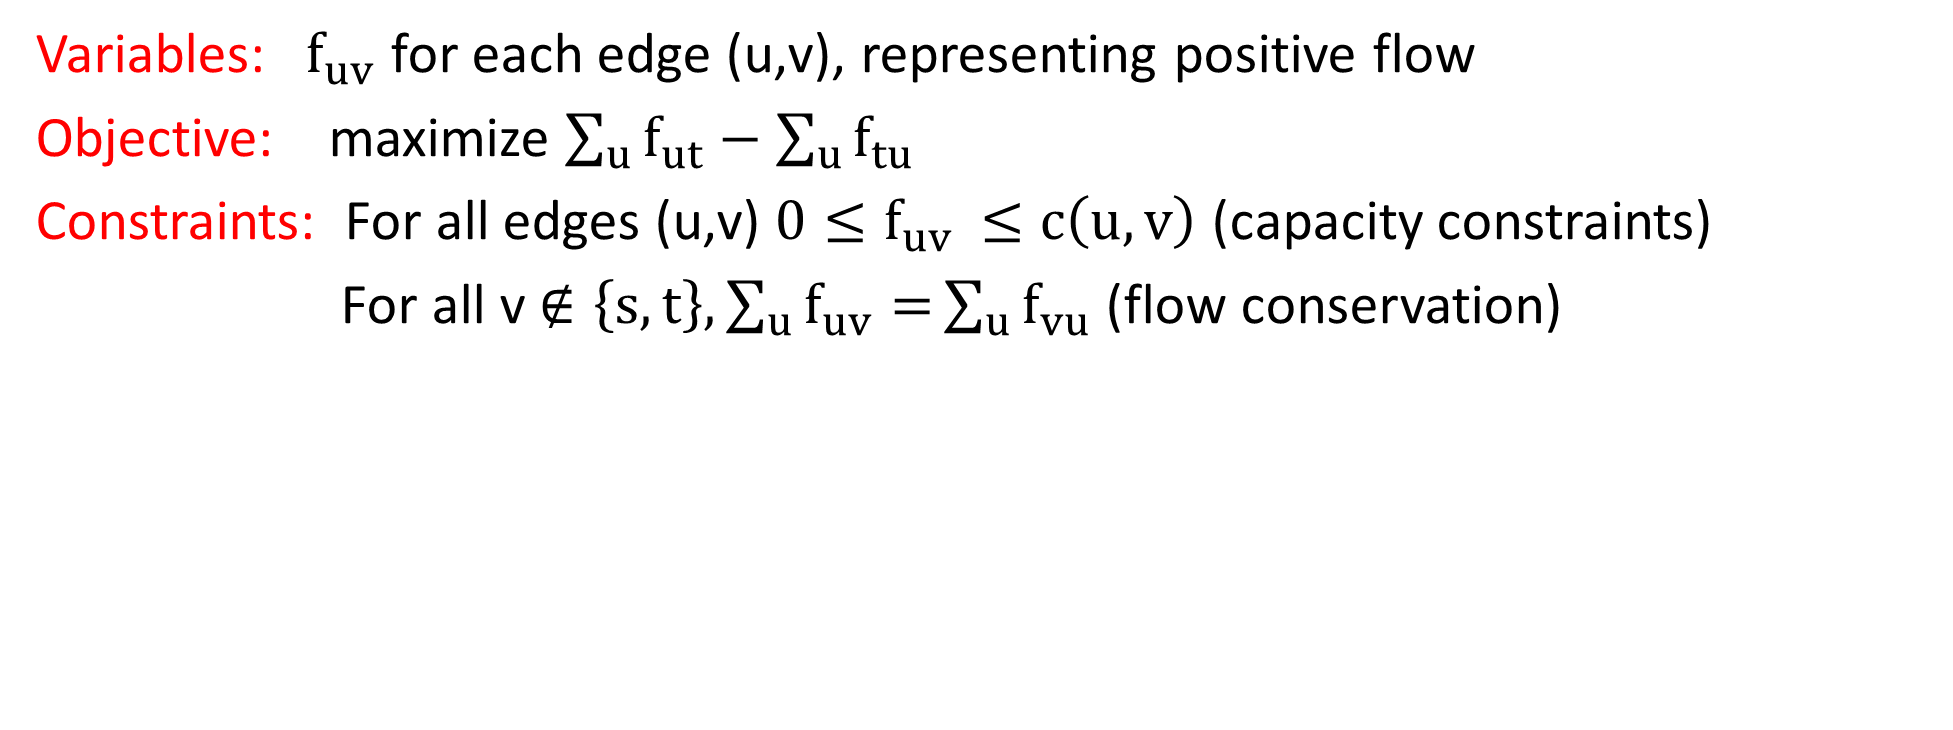 Variables: f_uv for each edge (u,v), representing positive flow
Objective: maximize ∑_u f_ut − ∑_u f_tu
Constraints: For all edges (u,v) 0 ≤ f_uv ≤ c(u, v) (capacity constraints)
For all v ∉ {s, t}, ∑_u f_uv = ∑_u f_vu (flow conservation)